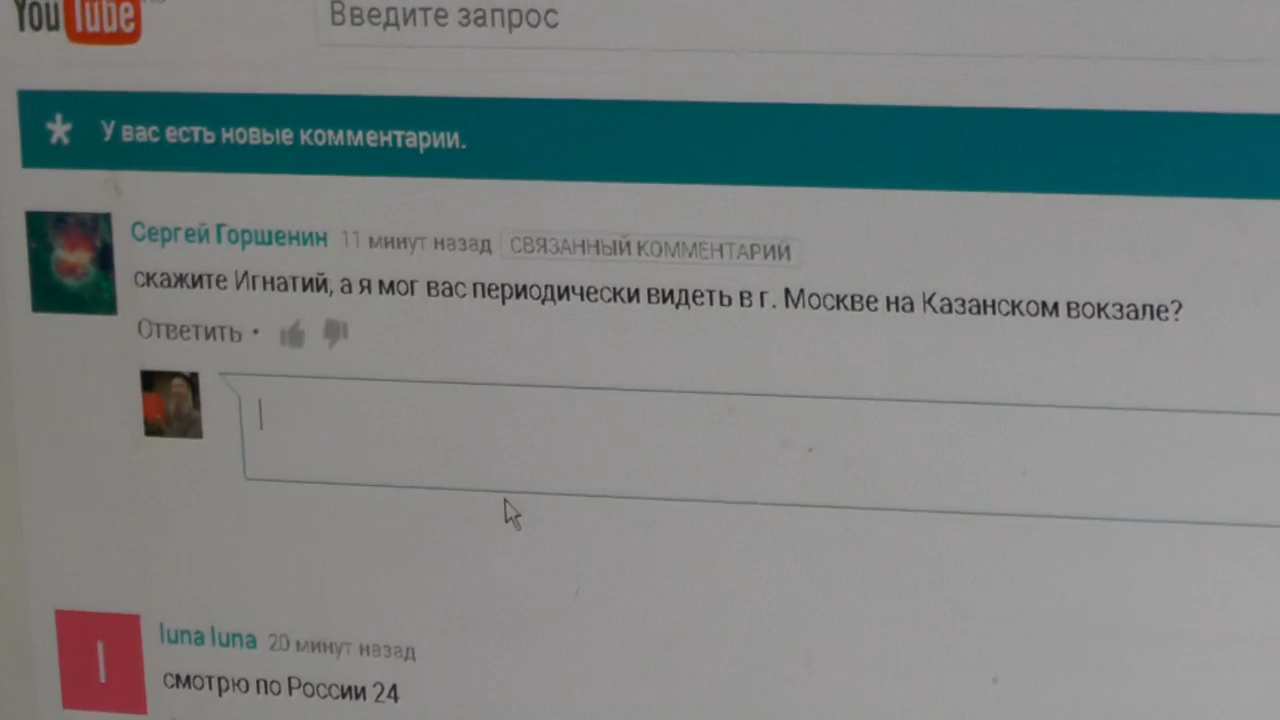 YouTube
Введите запрос
У вас есть новые комментарии.
Сергей Горшенин 11 минут назад СВЯЗАННЫЙ КОММЕНТАРИЙ
скажите Игнатий, а я мог вас периодически видеть в г. Москве на Казанском вокзале?
Ответить •
l
luna luna 20 минут назад
смотрю по России 24